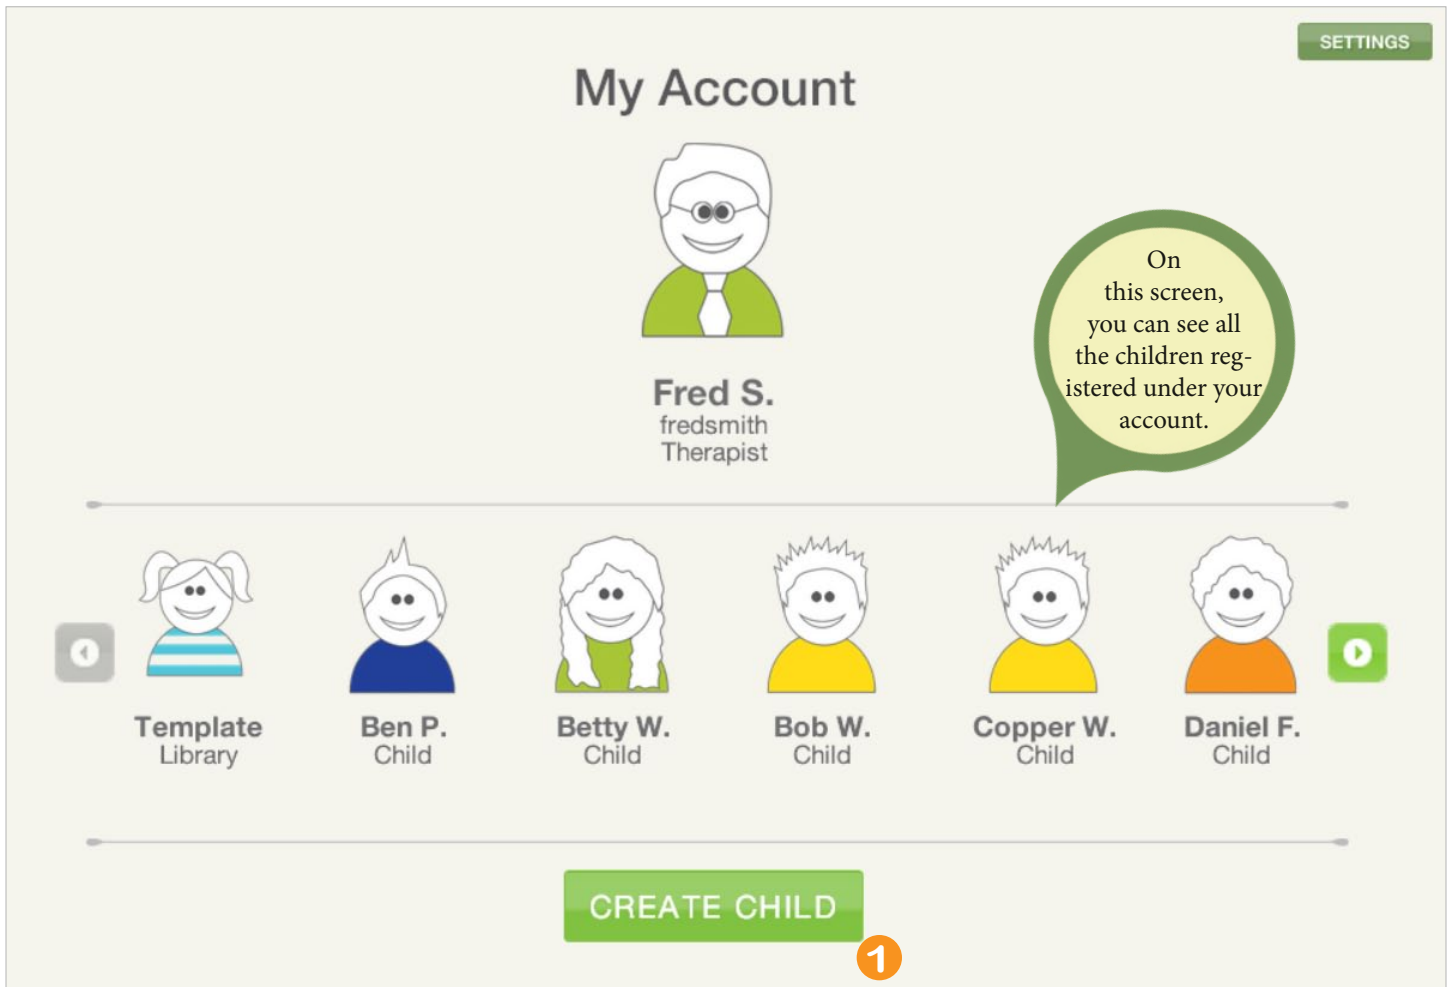 SETTINGS
My Account
Fred S.
fredsmith
Therapist
On
this screen,
you can see all
the children reg-
istered under your
account.
Template
Library
Ben P.
Child
Betty W.
Child
Bob W.
Child
Copper W.
Child
Daniel F.
Child
CREATE CHILD
1